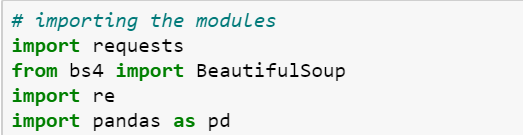 # importing the modules
import requests
from bs4 import BeautifulSoup
import re
import pandas as pd